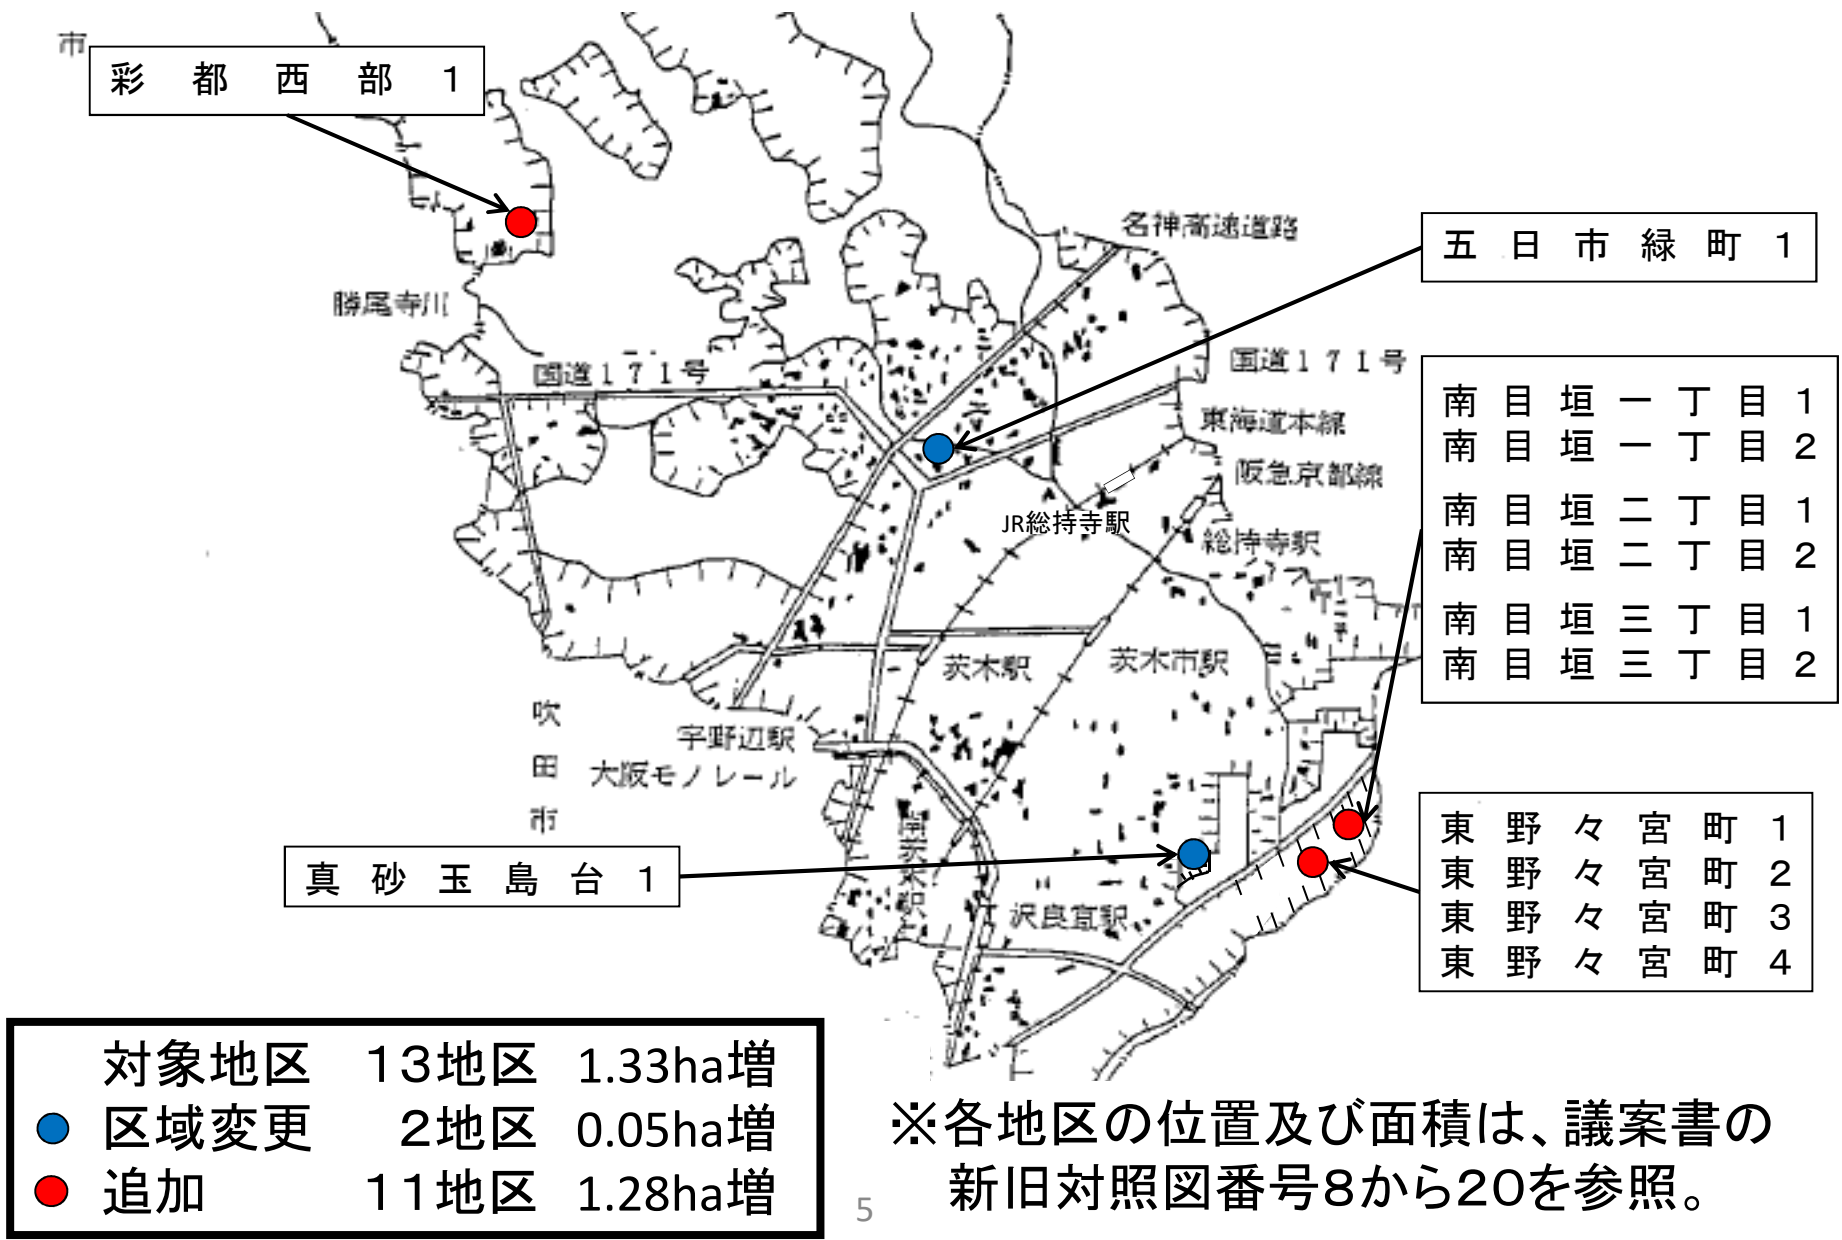 市
彩都西部１
名神高速道路
五日市緑町１
勝尾寺川
国道１７１号
国道１７１号
南目垣一丁目１
南目垣一丁目２
南目垣二丁目１
南目垣二丁目２
南目垣三丁目１
南目垣三丁目２
東海道本線
阪急京都線
JR総持寺駅
総持寺駅
茨木駅
茨木市駅
吹田市
宇野辺駅
大阪モノレール
南茨木駅
東野々宮町１
東野々宮町２
東野々宮町３
東野々宮町４
真砂玉島台１
沢良宜駅
対象地区　１３地区　1.33ha増
区域変更　２地区　0.05ha増
追加　１１地区　1.28ha増
※各地区の位置及び面積は、議案書の
新旧対照図番号８から２０を参照。
5